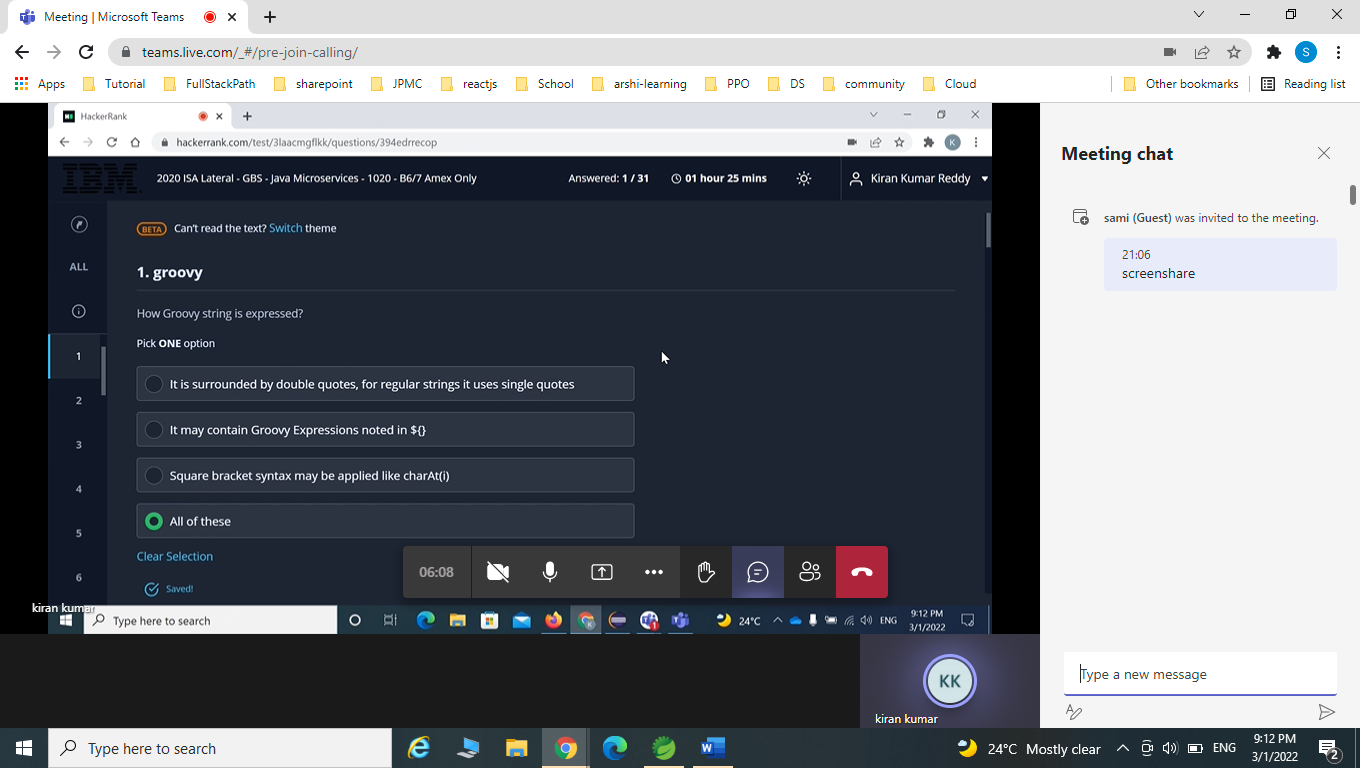 Meeting | Microsoft Teams
teams.live.com/_#/pre-join-calling/
S
Apps Tutorial FullStackPath sharepoint JPMC reactjs School arshi-learning PPO DS community Cloud Other bookmarks Reading list
HackerRank
hackerrank.com/test/3laacmgflkk/questions/394edrrecop
K
IBM
2020 ISA Lateral - GBS - Java Microservices - 1020 - B6/7 Amex Only
Answered: 1 / 31
01 hour 25 mins
Kiran Kumar Reddy
BETA Can't read the text? Switch theme
ALL
1
2
3
4
5
6
1. groovy
How Groovy string is expressed?
Pick ONE option
It is surrounded by double quotes, for regular strings it uses single quotes
It may contain Groovy Expressions noted in ${}
Square bracket syntax may be applied like charAt(i)
All of these
Clear Selection
Saved!
06:08
kiran kumar
Type here to search
24°C
ENG
9:12 PM
3/1/2022
KK
kiran kumar
Meeting chat
sami (Guest) was invited to the meeting.
21:06
screenshare
Type a new message
Type here to search
24°C Mostly clear
ENG
9:12 PM
3/1/2022
2